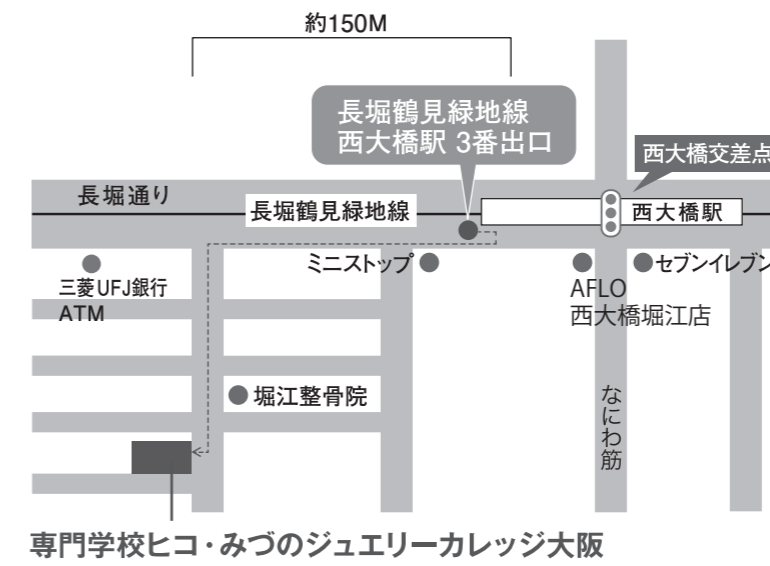 約150M
長堀鶴見緑地線
西大橋駅 3番出口
西大橋交差点
長堀通り
長堀鶴見緑地線
西大橋駅
三菱UFJ銀行
ATM
ミニストップ
AFLO
西大橋堀江店
セブンイレブン
堀江整骨院
なにわ筋
専門学校ヒコ・みづのジュエリーカレッジ大阪